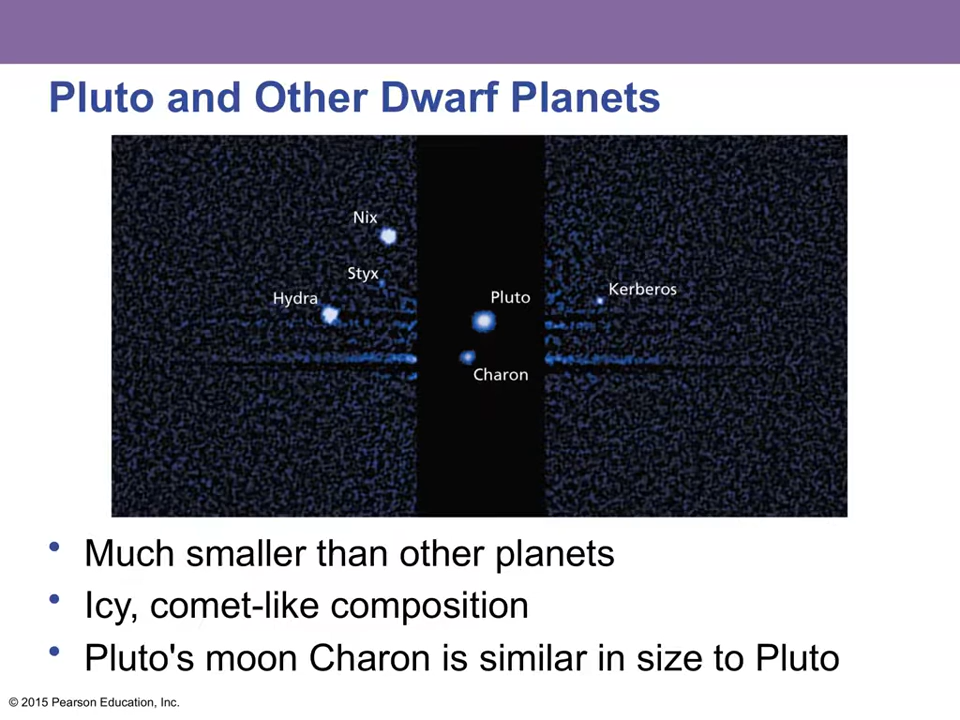 Pluto and Other Dwarf Planets
Nix
Styx
Hydra
Pluto
Kerberos
Charon
• Much smaller than other planets
• Icy, comet-like composition
• Pluto's moon Charon is similar in size to Pluto
© 2015 Pearson Education, Inc.